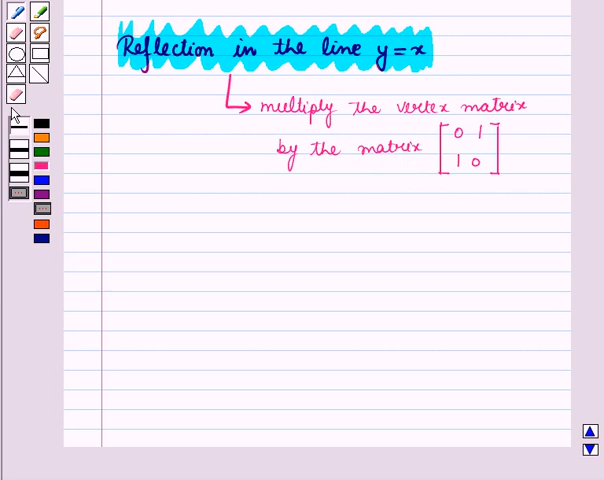 Reflection in the line y = x
multiply the vertex matrix
by the matrix [0 1
1 0]